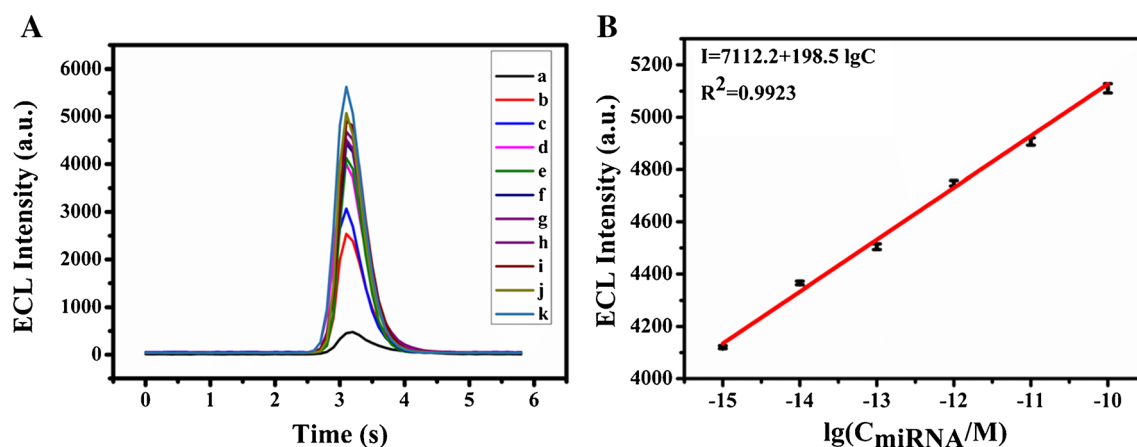 A
ECL Intensity (a.u.)
6000
5000
4000
3000
2000
1000
0
a
b
c
d
e
f
g
h
i
j
k
0 1 2 3 4 5 6
Time (s)
B
I=7112.2+198.5 lgC
R²=0.9923
ECL Intensity (a.u.)
5200
5000
4800
4600
4400
4200
4000
-15 -14 -13 -12 -11 -10
lg(CmiRNA/M)